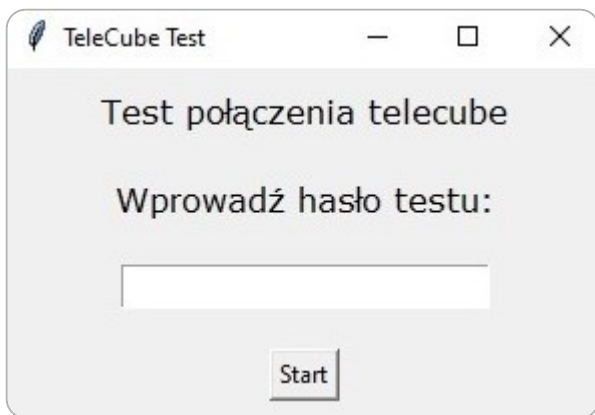 TeleCube Test
Test połączenia telecube
Wprowadź hasło testu:
Start